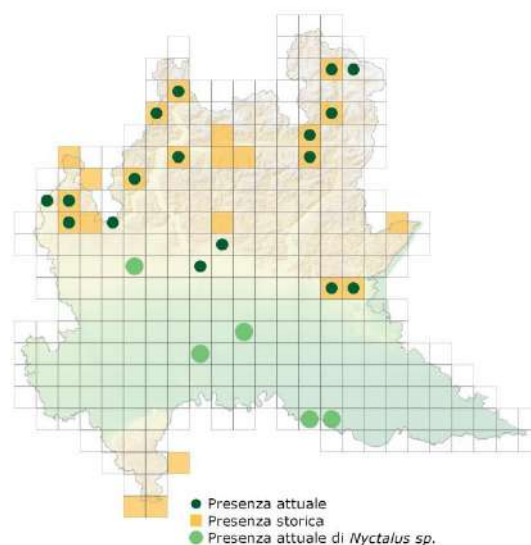 Presenza attuale
Presenza storica
Presenza attuale di Nyctalus sp.